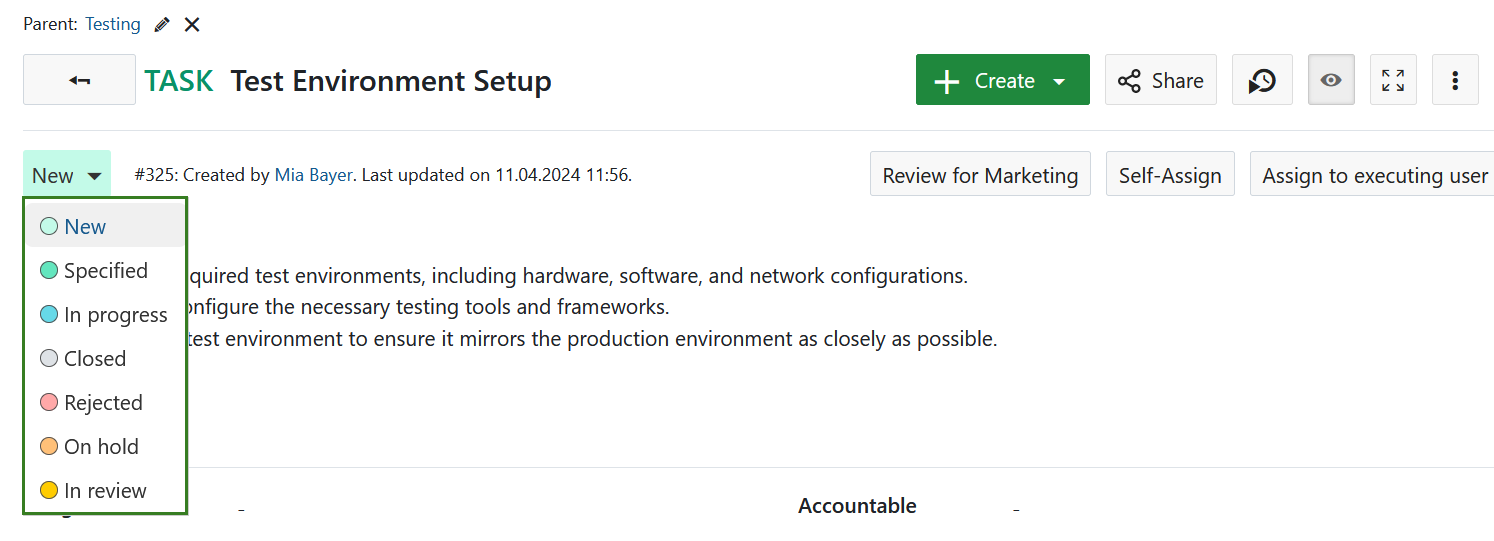 Parent: Testing
TASK Test Environment Setup
Create
Share
New
#325: Created by Mia Bayer. Last updated on 11.04.2024 11:56.
Review for Marketing
Self-Assign
Assign to executing user
New
Specified
In progress
Closed
Rejected
On hold
In review
test environments, including hardware, software, and network configurations.
the necessary testing tools and frameworks.
test environment to ensure it mirrors the production environment as closely as possible.
-
Accountable
-